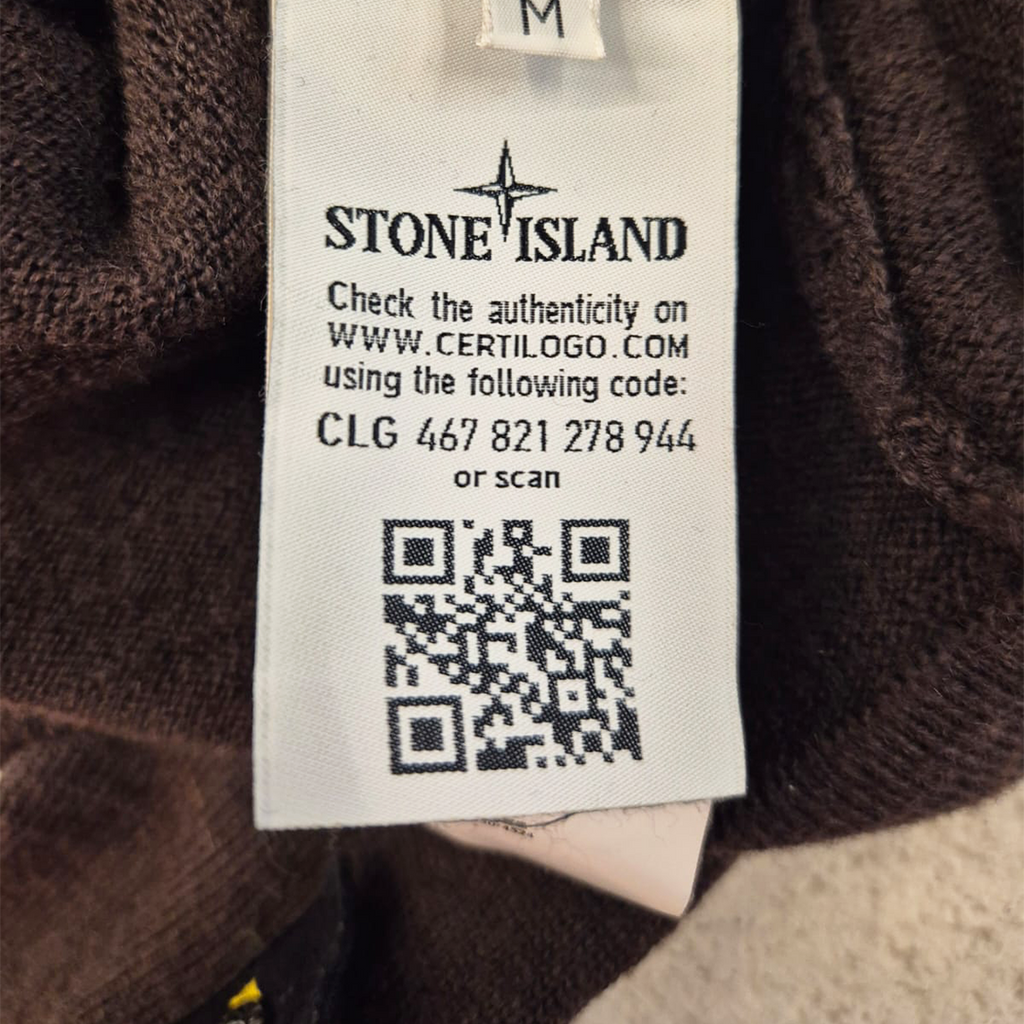 M
STONE ISLAND
Check the authenticity on
WWW.CERTILOGO.COM
using the following code:
CLG 467 821 278 944
or scan